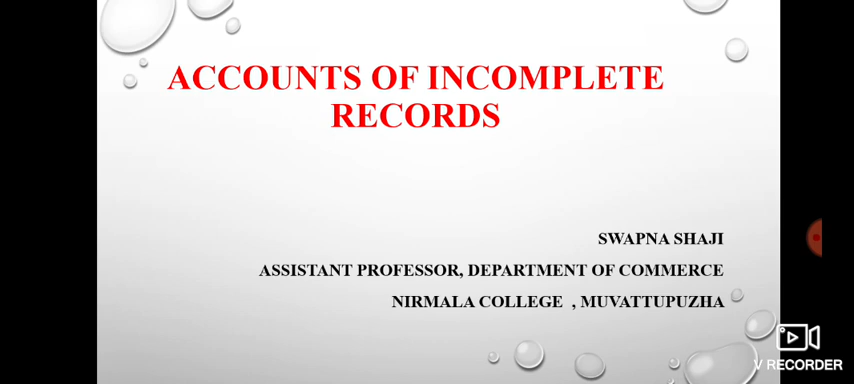 ACCOUNTS OF INCOMPLETE
RECORDS
SWAPNA SHAJI
ASSISTANT PROFESSOR, DEPARTMENT OF COMMERCE
NIRMALA COLLEGE , MUVATTUPUZHA
V RECORDER